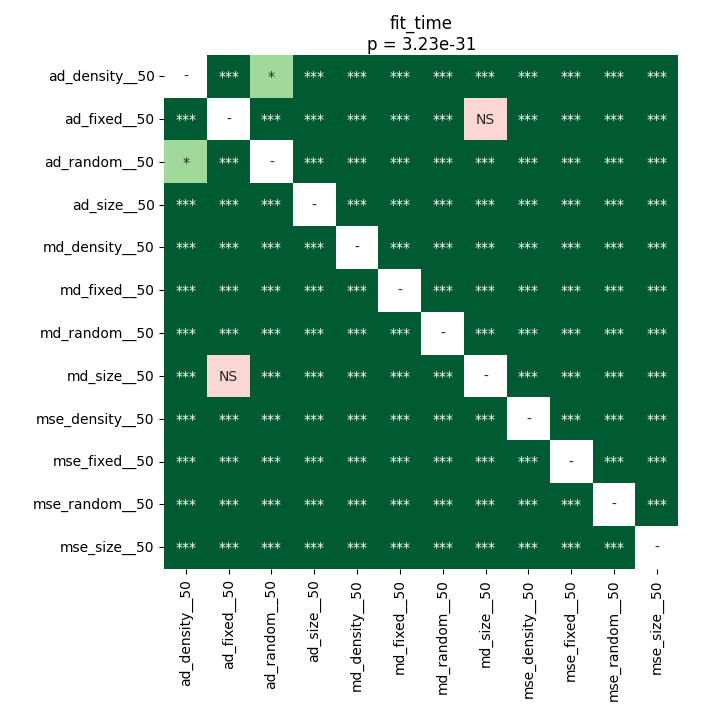 fit_time
p = 3.23e-31
ad_density__50 - *** * *** *** *** *** *** *** *** *** ***
ad_fixed__50 *** - *** *** *** *** *** NS *** *** *** ***
ad_random__50 * *** - *** *** *** *** *** *** *** *** ***
ad_size__50 *** *** *** - *** *** *** *** *** *** *** ***
md_density__50 *** *** *** *** - *** *** *** *** *** *** ***
md_fixed__50 *** *** *** *** *** - *** *** *** *** *** ***
md_random__50 *** *** *** *** *** *** - *** *** *** *** ***
md_size__50 *** NS *** *** *** *** *** - *** *** *** ***
mse_density__50 *** *** *** *** *** *** *** *** - *** *** ***
mse_fixed__50 *** *** *** *** *** *** *** *** *** - *** ***
mse_random__50 *** *** *** *** *** *** *** *** *** *** - ***
mse_size__50 *** *** *** *** *** *** *** *** *** *** *** -
ad_density__50
ad_fixed__50
ad_random__50
ad_size__50
md_density__50
md_fixed__50
md_random__50
md_size__50
mse_density__50
mse_fixed__50
mse_random__50
mse_size__50